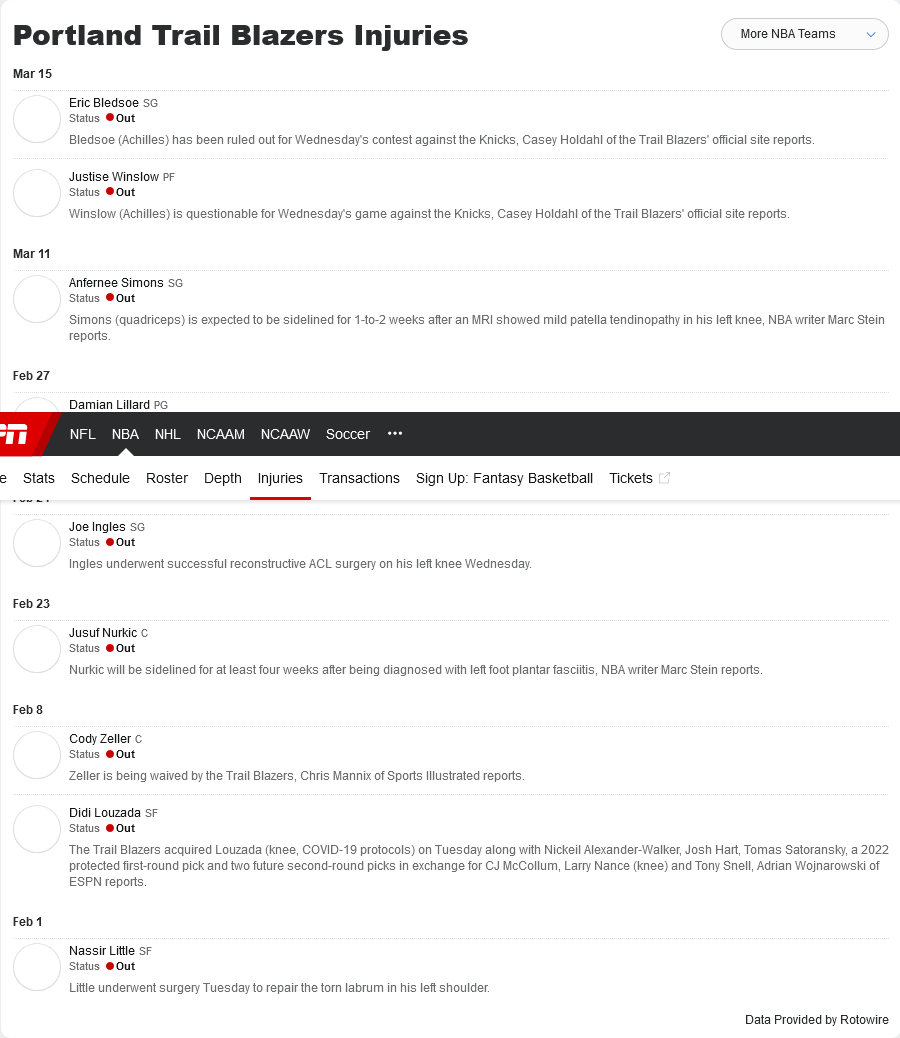 Portland Trail Blazers Injuries
More NBA Teams
Mar 15
Eric Bledsoe SG
Status Out
Bledsoe (Achilles) has been ruled out for Wednesday's contest against the Knicks, Casey Holdahl of the Trail Blazers' official site reports.
Justise Winslow PF
Status Out
Winslow (Achilles) is questionable for Wednesday's game against the Knicks, Casey Holdahl of the Trail Blazers' official site reports.
Mar 11
Anfernee Simons SG
Status Out
Simons (quadriceps) is expected to be sidelined for 1-to-2 weeks after an MRI showed mild patella tendinopathy in his left knee, NBA writer Marc Stein
reports.
Feb 27
Damian Lillard PG
NFL NBA NHL NCAAM NCAAW Soccer •••
Stats Schedule Roster Depth Injuries Transactions Sign Up: Fantasy Basketball Tickets
Joe Ingles SG
Status Out
Ingles underwent successful reconstructive ACL surgery on his left knee Wednesday.
Feb 23
Jusuf Nurkic C
Status Out
Nurkic will be sidelined for at least four weeks after being diagnosed with left foot plantar fasciitis, NBA writer Marc Stein reports.
Feb 8
Cody Zeller C
Status Out
Zeller is being waived by the Trail Blazers, Chris Mannix of Sports Illustrated reports.
Didi Louzada SF
Status Out
The Trail Blazers acquired Louzada (knee, COVID-19 protocols) on Tuesday along with Nickeil Alexander-Walker, Josh Hart, Tomas Satoransky, a 2022
protected first-round pick and two future second-round picks in exchange for CJ McCollum, Larry Nance (knee) and Tony Snell, Adrian Wojnarowski of
ESPN reports.
Feb 1
Nassir Little SF
Status Out
Little underwent surgery Tuesday to repair the torn labrum in his left shoulder.
Data Provided by Rotowire